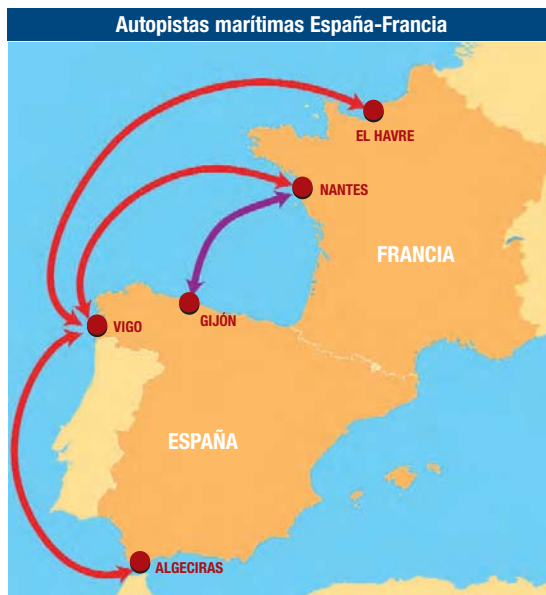 Autopistas marítimas España-Francia
EL HAVRE
NANTES
FRANCIA
GIJÓN
VIGO
ESPAÑA
ALGECIRAS